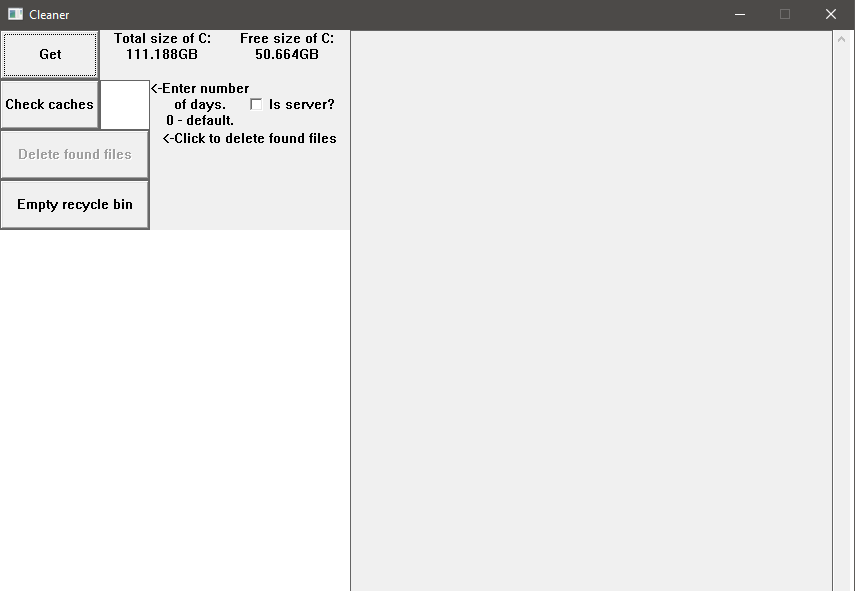 Cleaner
Get
Total size of C:
111.188GB
Free size of C:
50.664GB
Check caches
<-Enter number
of days.
0 - default.
Is server?
<-Click to delete found files
Delete found files
Empty recycle bin